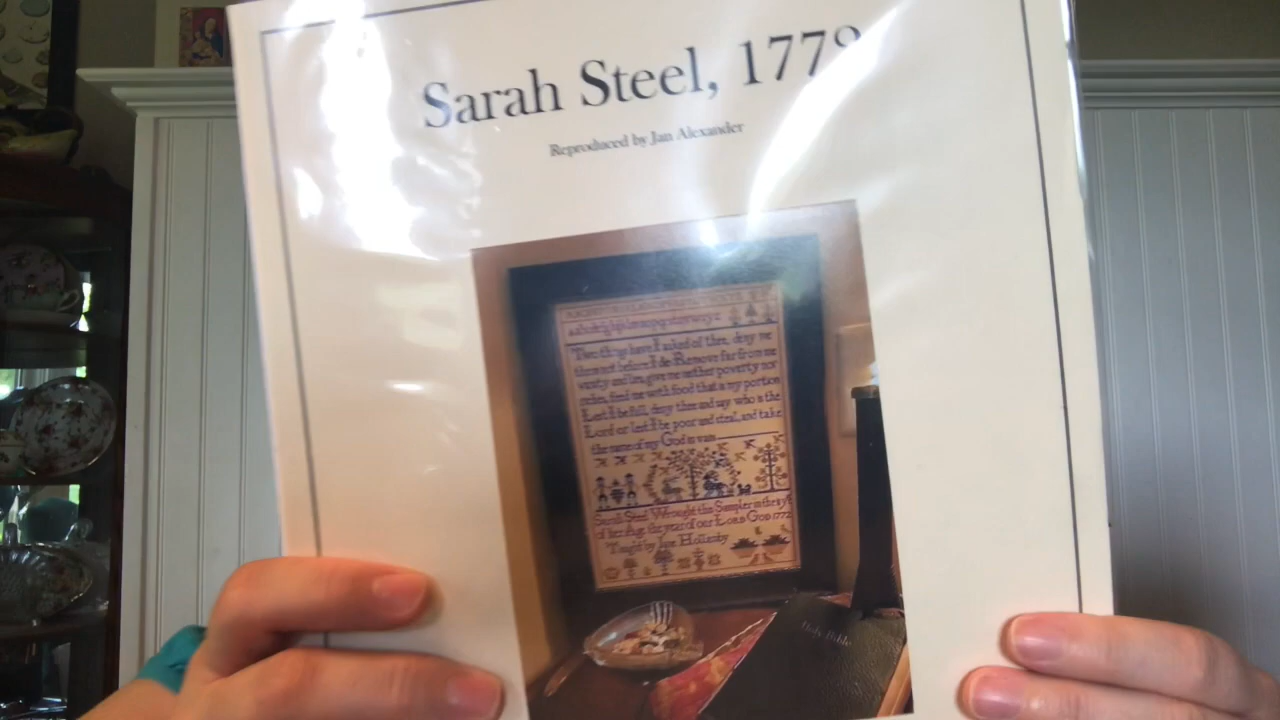 Sarah Steel, 177
Reproduced by Jan Alexander
Two things have I asked of thee, deny me
them not before I die Remove far from me
vanity and lies, give me neither poverty nor
riches, feed me with food that is my portion
Lest I be full, deny thee and say who is the
Lord or lest I be poor and steal, and take
the name of my God in vain
Sarah Steel Wrought this Sampler in the
of her Age the year of our Lord God 1772
Taught by Jane
Holy Bible